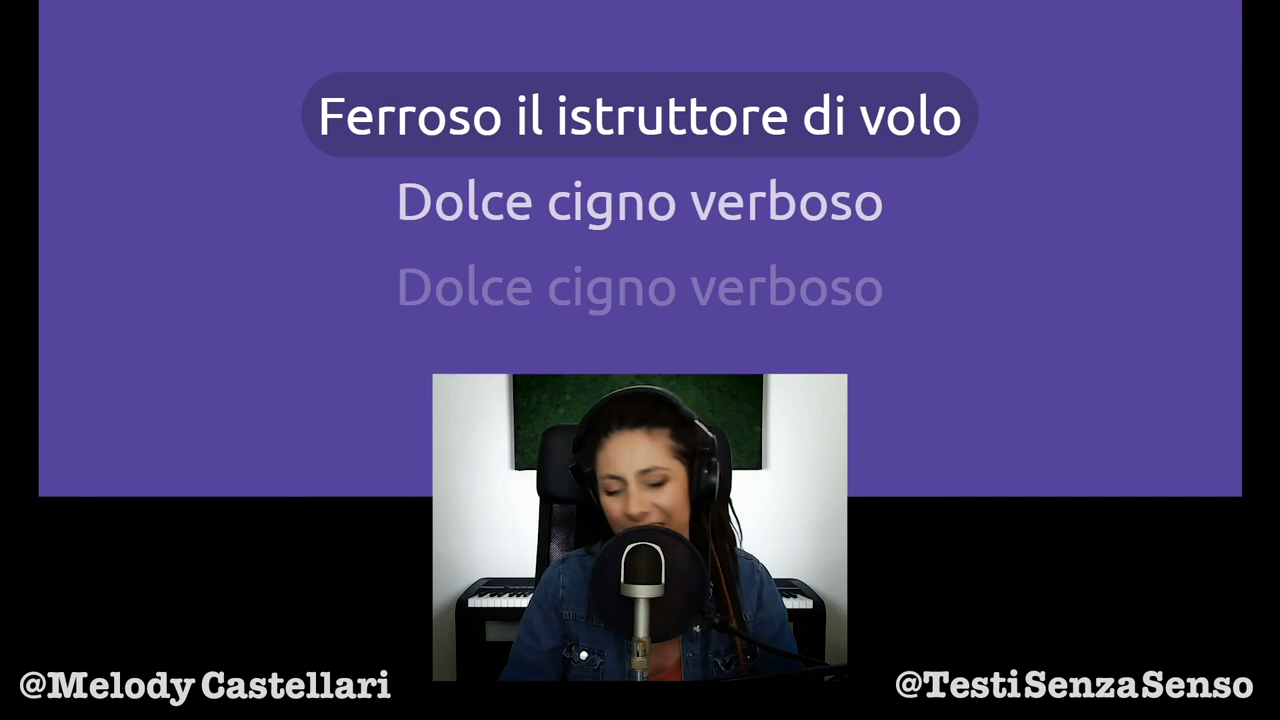 Ferroso il istruttore di volo
Dolce cigno verboso
Dolce cigno verboso
@Melody Castellari
@TestiSenzaSenso